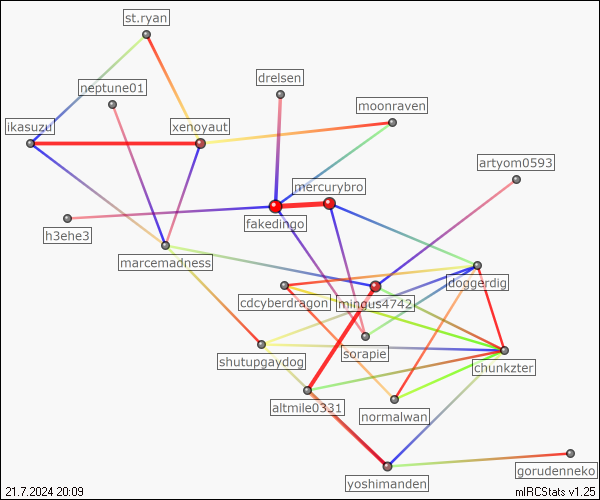 st.ryan
drelsen
neptune01
moonraven
ikasuzu
xenoyaut
artyom0593
mercurybro
fakedingo
h3ehe3
marcemadness
doggerdig
cdcyberdragon
mingus4742
sorapie
shutupgaydog
chunkzter
altmile0331
normalwan
gorudenneko
yoshimanden
21.7.2024 20:09
mIRCStats v1.25